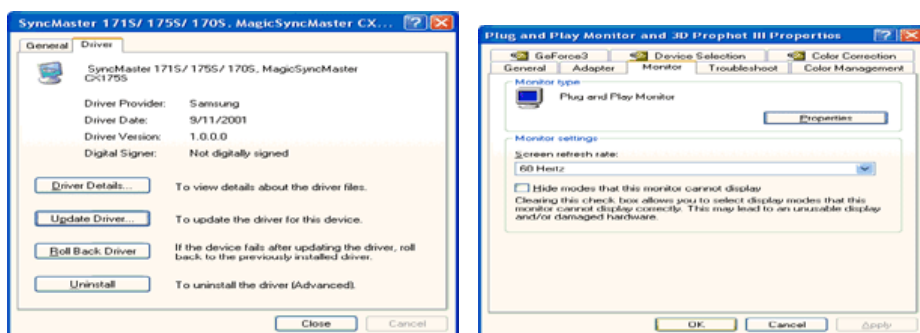 SyncMaster 171S/ 175S/ 170S, MagicSyncMaster CX...
General
Driver
SyncMaster 171S/ 175S/ 170S, MagicSyncMaster
CX175S
Driver Provider: Samsung
Driver Date: 9/11/2001
Driver Version: 1.0.0.0
Digital Signer: Not digitally signed
Driver Details... To view details about the driver files.
Update Driver... To update the driver for this device.
Roll Back Driver If the device fails after updating the driver, roll
back to the previously installed driver.
Uninstall To uninstall the driver (Advanced).
Close Cancel
Plug and Play Monitor and 3D Prophet III Properties
GeForce3 Device Selection Color Correction
General Adapter Monitor Troubleshoot Color Management
Monitor type
Plug and Play Monitor
Properties
Monitor settings
Screen refresh rate:
60 Hertz
Hide modes that this monitor cannot display
Clearing this check box allows you to select display modes that this
monitor cannot display correctly. This may lead to an unusable display
and/or damaged hardware.
OK Cancel Apply